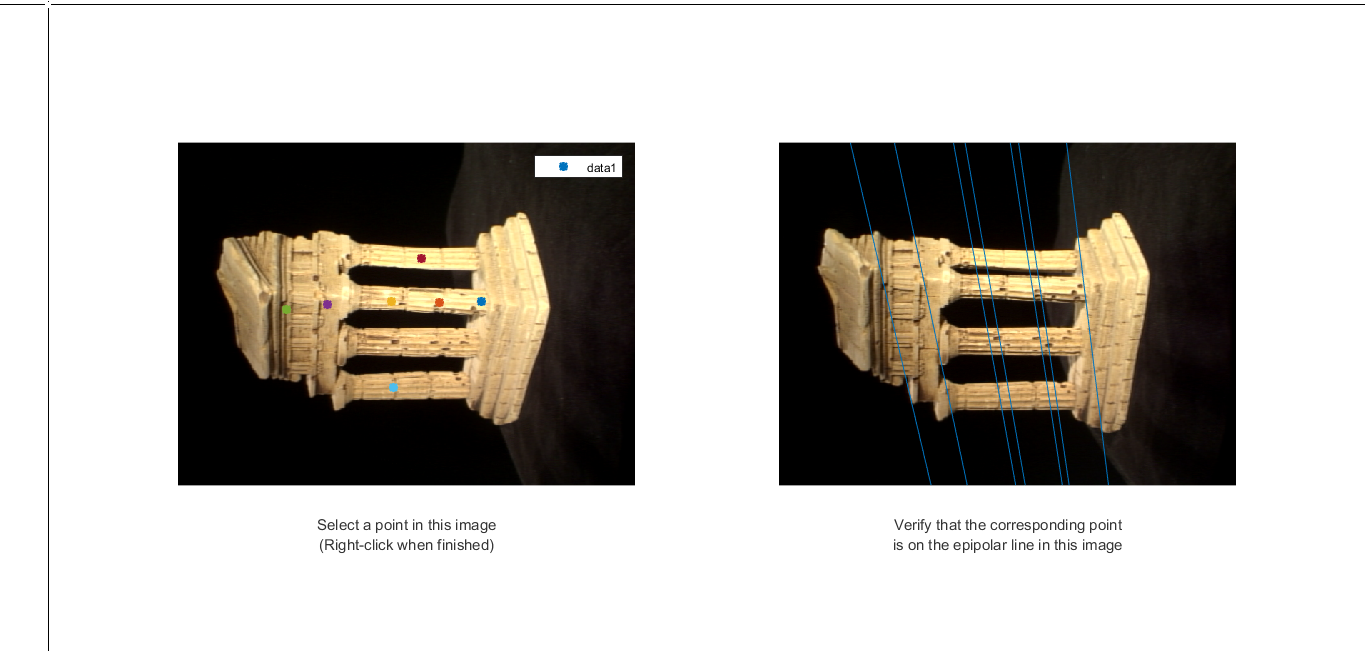 data1
Select a point in this image
(Right-click when finished)
Verify that the corresponding point
is on the epipolar line in this image